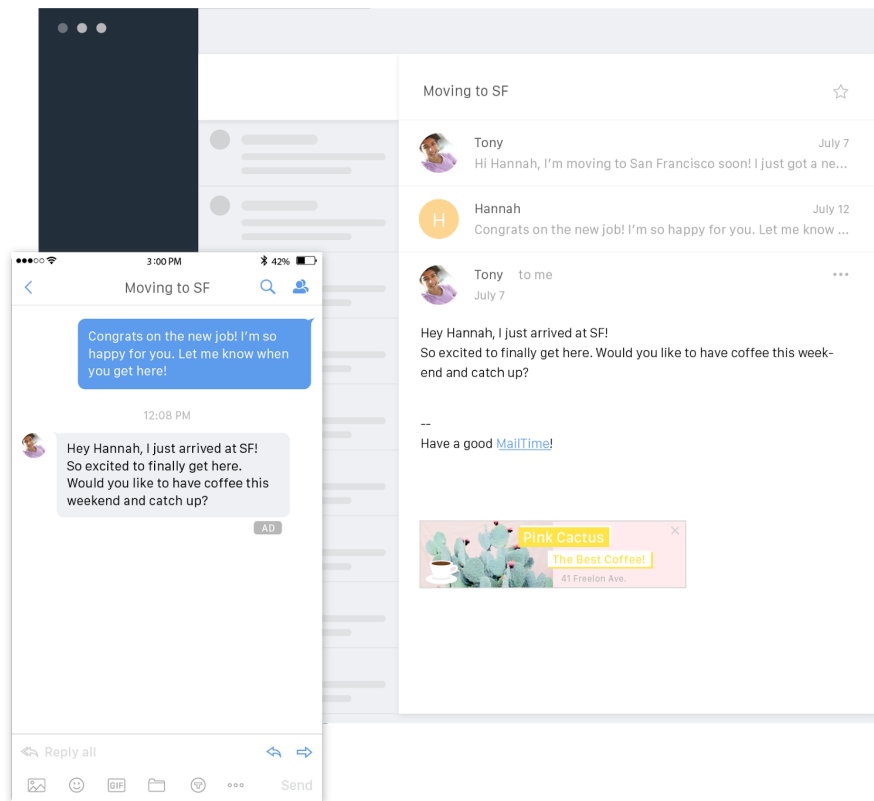 Moving to SF
Tony
July 7
Hi Hannah, I'm moving to San Francisco soon! I just got a ne...
H
Hannah
July 12
Congrats on the new job! I'm so happy for you. Let me know ...
Tony to me
July 7
Hey Hannah, I just arrived at SF!
So excited to finally get here. Would you like to have coffee this week-
end and catch up?
--
Have a good MailTime!
Pink Cactus
The Best Coffee!
41 Freelon Ave.
3:00 PM
42%
Moving to SF
Congrats on the new job! I'm so
happy for you. Let me know when
you get here!
12:08 PM
Hey Hannah, I just arrived at SF!
So excited to finally get here.
Would you like to have coffee this
weekend and catch up?
AD
Reply all
GIF
Send